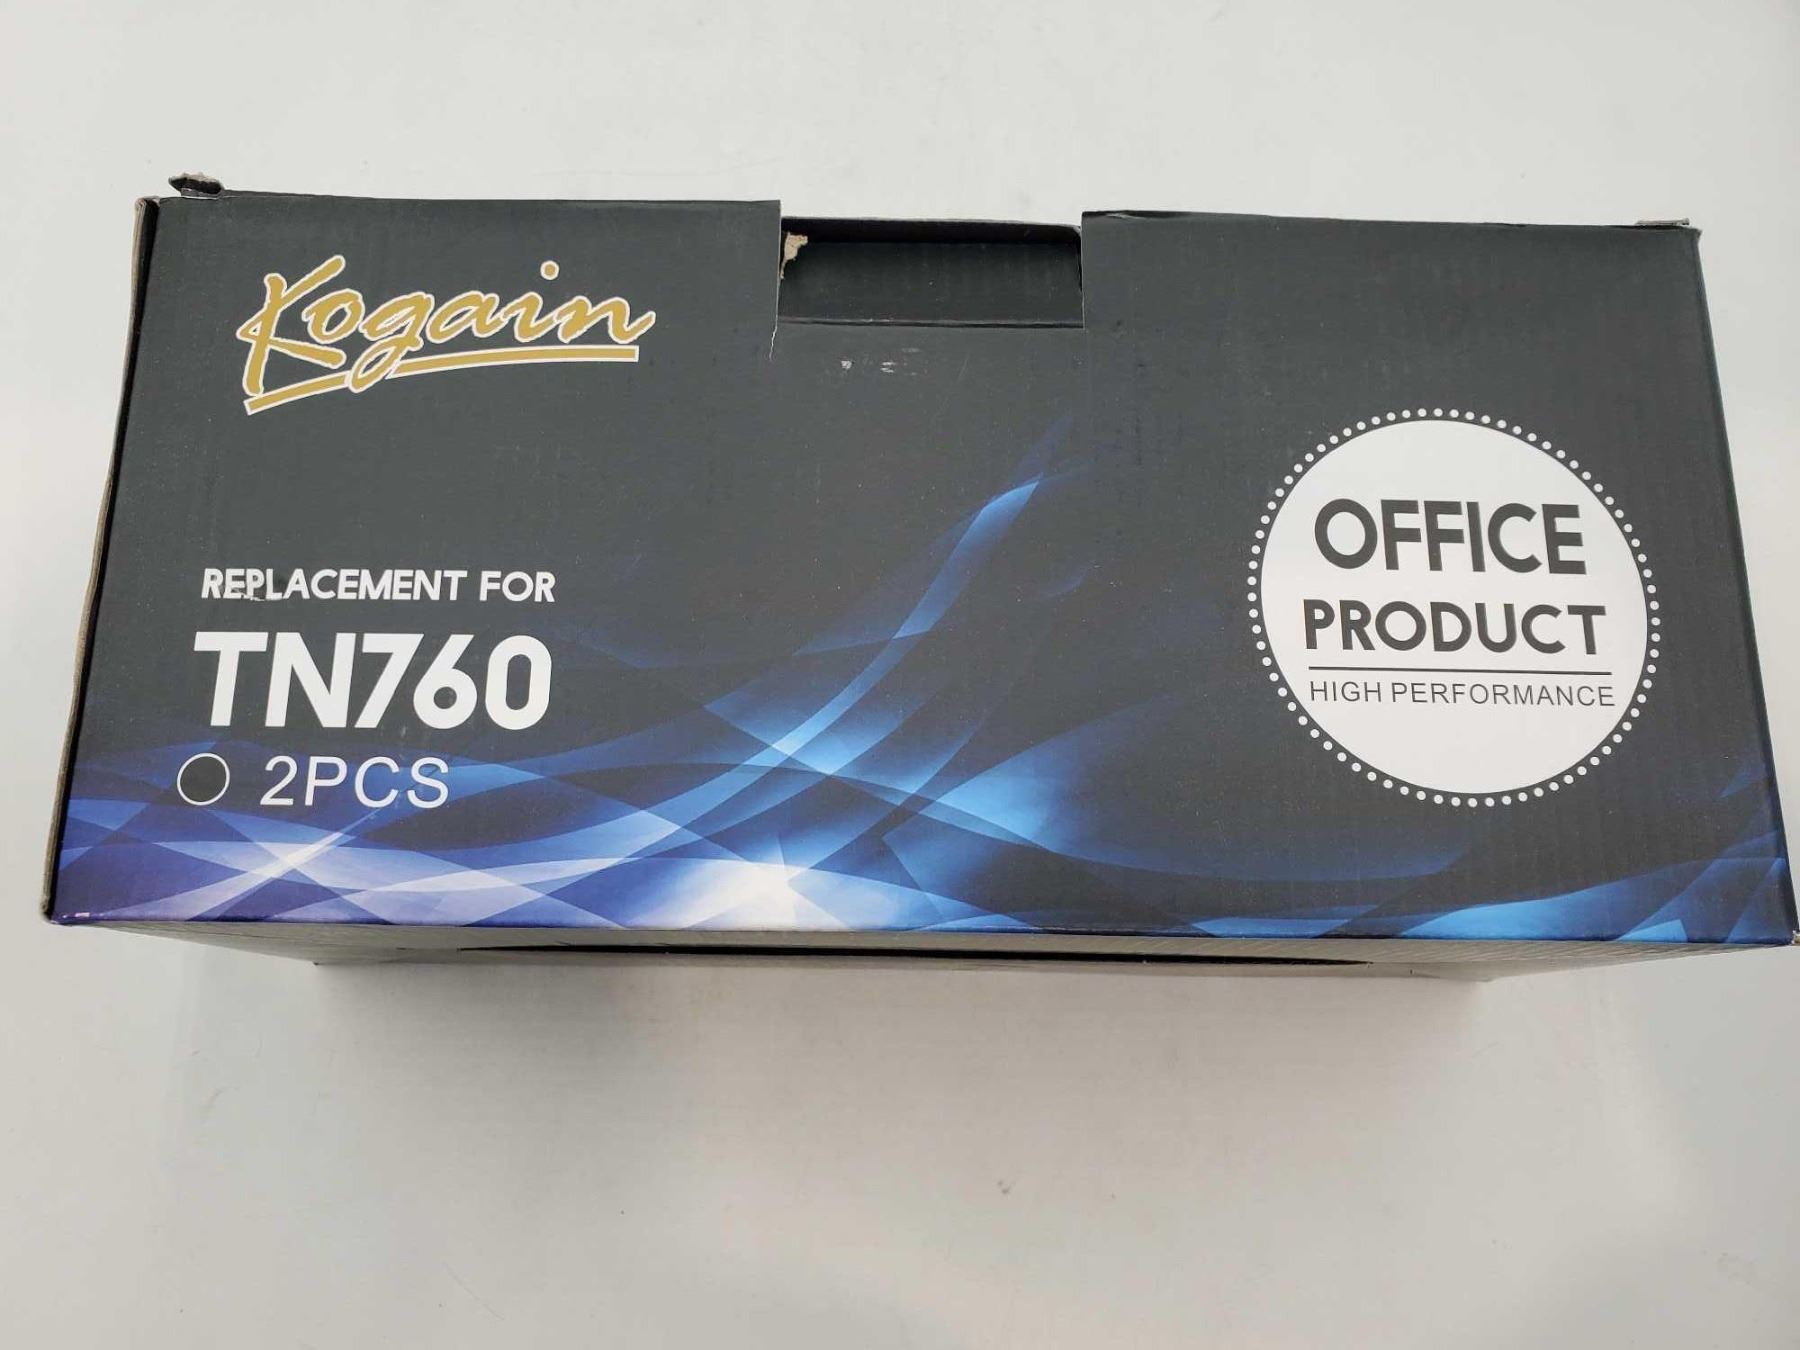 Kogain
REPLACEMENT FOR
TN760
2PCS
OFFICE
PRODUCT
HIGH PERFORMANCE